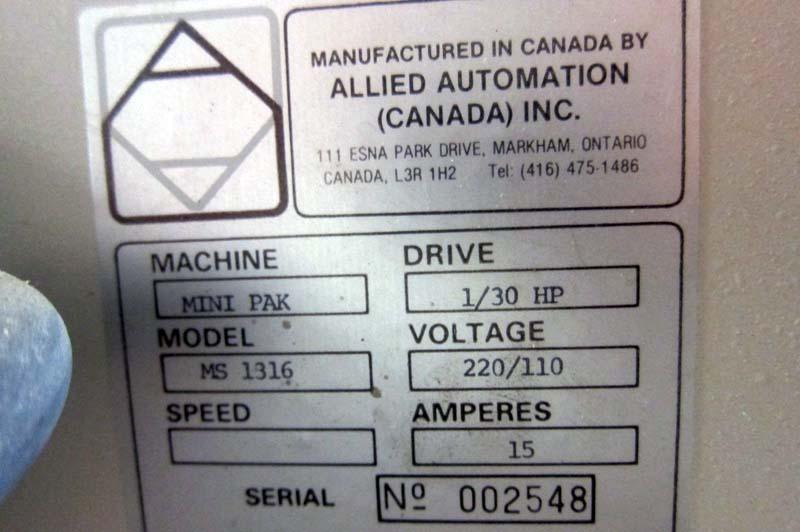 MANUFACTURED IN CANADA BY
ALLIED AUTOMATION
(CANADA) INC.
111 ESNA PARK DRIVE, MARKHAM, ONTARIO
CANADA, L3R 1H2 Tel: (416) 475-1486
MACHINE
MINI PAK
DRIVE
1/30 HP
MODEL
MS 1316
VOLTAGE
220/110
SPEED
AMPERES
15
SERIAL Nº 002548